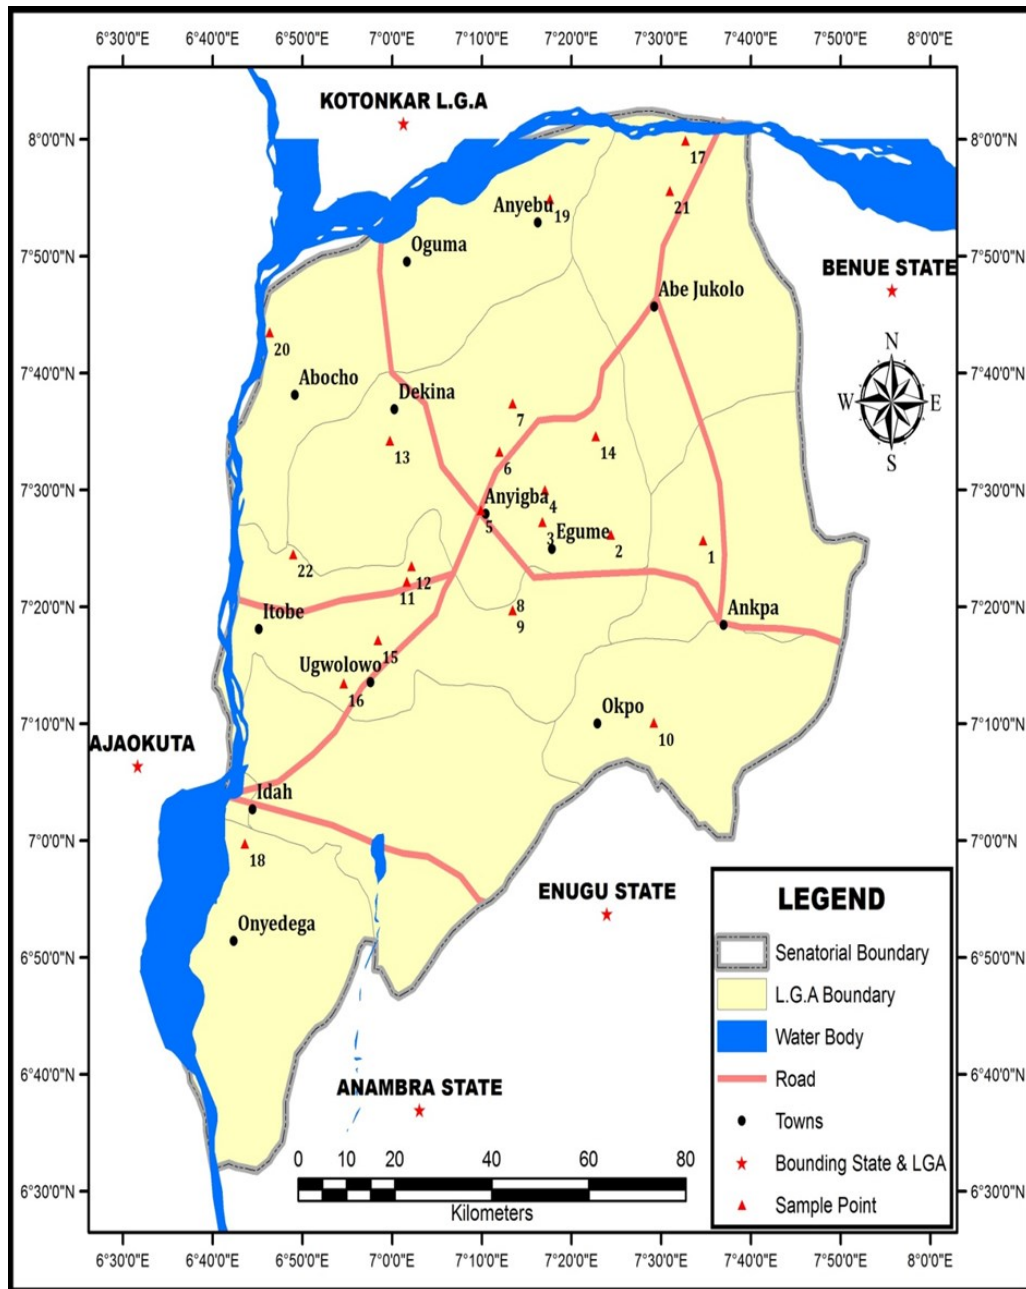 6°30'0"E 6°40'0"E 6°50'0"E 7°0'0"E 7°10'0"E 7°20'0"E 7°30'0"E 7°40'0"E 7°50'0"E 8°0'0"E
KOTONKAR L.G.A
8°0'0"N 8°0'0"N
17
21
Anyebu
19
Oguma
7°50'0"N 7°50'0"N
BENUE STATE
Abe Jukolo
20
N
7°40'0"N 7°40'0"N
Abocho
Dekina
W E
7
13
14
6
S
7°30'0"N 7°30'0"N
Anyigba
4
5
3
Egume
2
1
22
12
11
7°20'0"N 7°20'0"N
8
9
Itobe
Ankpa
15
Ugwolowo
16
Okpo
10
7°10'0"N 7°10'0"N
AJAOKUTA
Idah
7°0'0"N 7°0'0"N
18
ENUGU STATE
Onyedega
6°50'0"N 6°50'0"N
6°40'0"N 6°40'0"N
ANAMBRA STATE
0 10 20 40 60 80
Kilometers
6°30'0"N 6°30'0"N
LEGEND
Senatorial Boundary
L.G.A Boundary
Water Body
Road
Towns
Bounding State & LGA
Sample Point
6°30'0"E 6°40'0"E 6°50'0"E 7°0'0"E 7°10'0"E 7°20'0"E 7°30'0"E 7°40'0"E 7°50'0"E 8°0'0"E